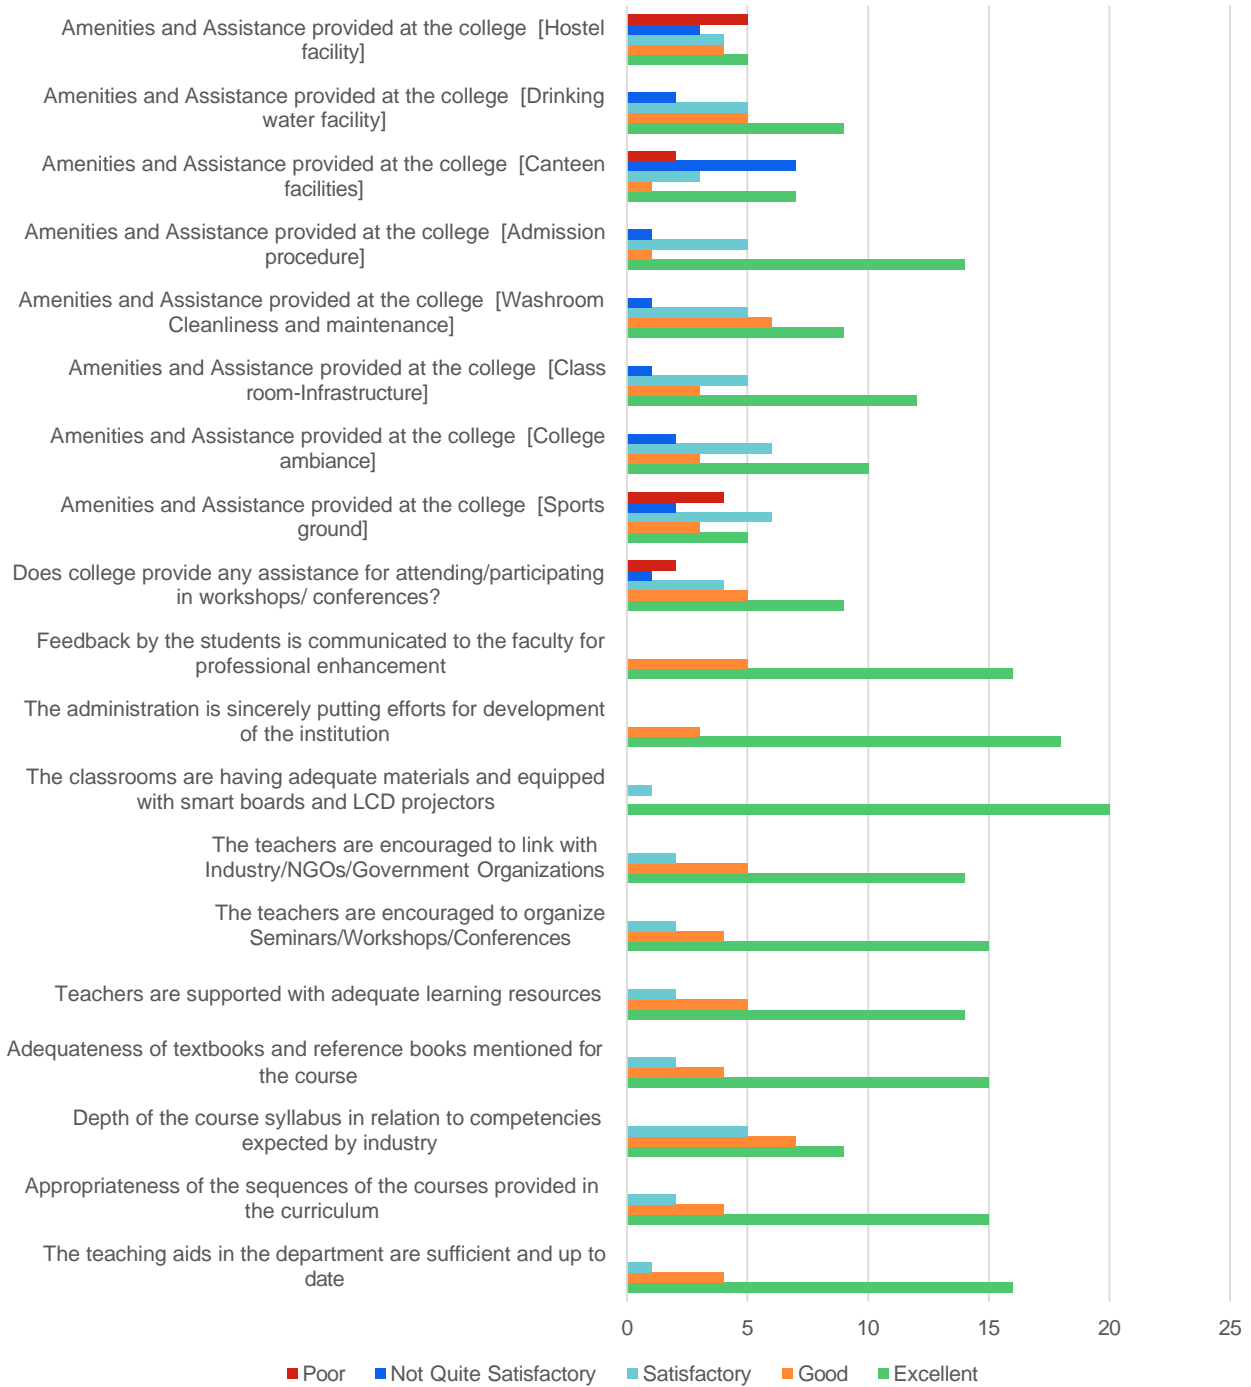 Amenities and Assistance provided at the college [Hostel
facility]
Amenities and Assistance provided at the college [Drinking
water facility]
Amenities and Assistance provided at the college [Canteen
facilities]
Amenities and Assistance provided at the college [Admission
procedure]
Amenities and Assistance provided at the college [Washroom
Cleanliness and maintenance]
Amenities and Assistance provided at the college [Class
room-Infrastructure]
Amenities and Assistance provided at the college [College
ambiance]
Amenities and Assistance provided at the college [Sports
ground]
Does college provide any assistance for attending/participating
in workshops/ conferences?
Feedback by the students is communicated to the faculty for
professional enhancement
The administration is sincerely putting efforts for development
of the institution
The classrooms are having adequate materials and equipped
with smart boards and LCD projectors
The teachers are encouraged to link with
Industry/NGOs/Government Organizations
The teachers are encouraged to organize
Seminars/Workshops/Conferences
Teachers are supported with adequate learning resources
Adequateness of textbooks and reference books mentioned for
the course
Depth of the course syllabus in relation to competencies
expected by industry
Appropriateness of the sequences of the courses provided in
the curriculum
The teaching aids in the department are sufficient and up to
date
0 5 10 15 20 25
Poor Not Quite Satisfactory Satisfactory Good Excellent